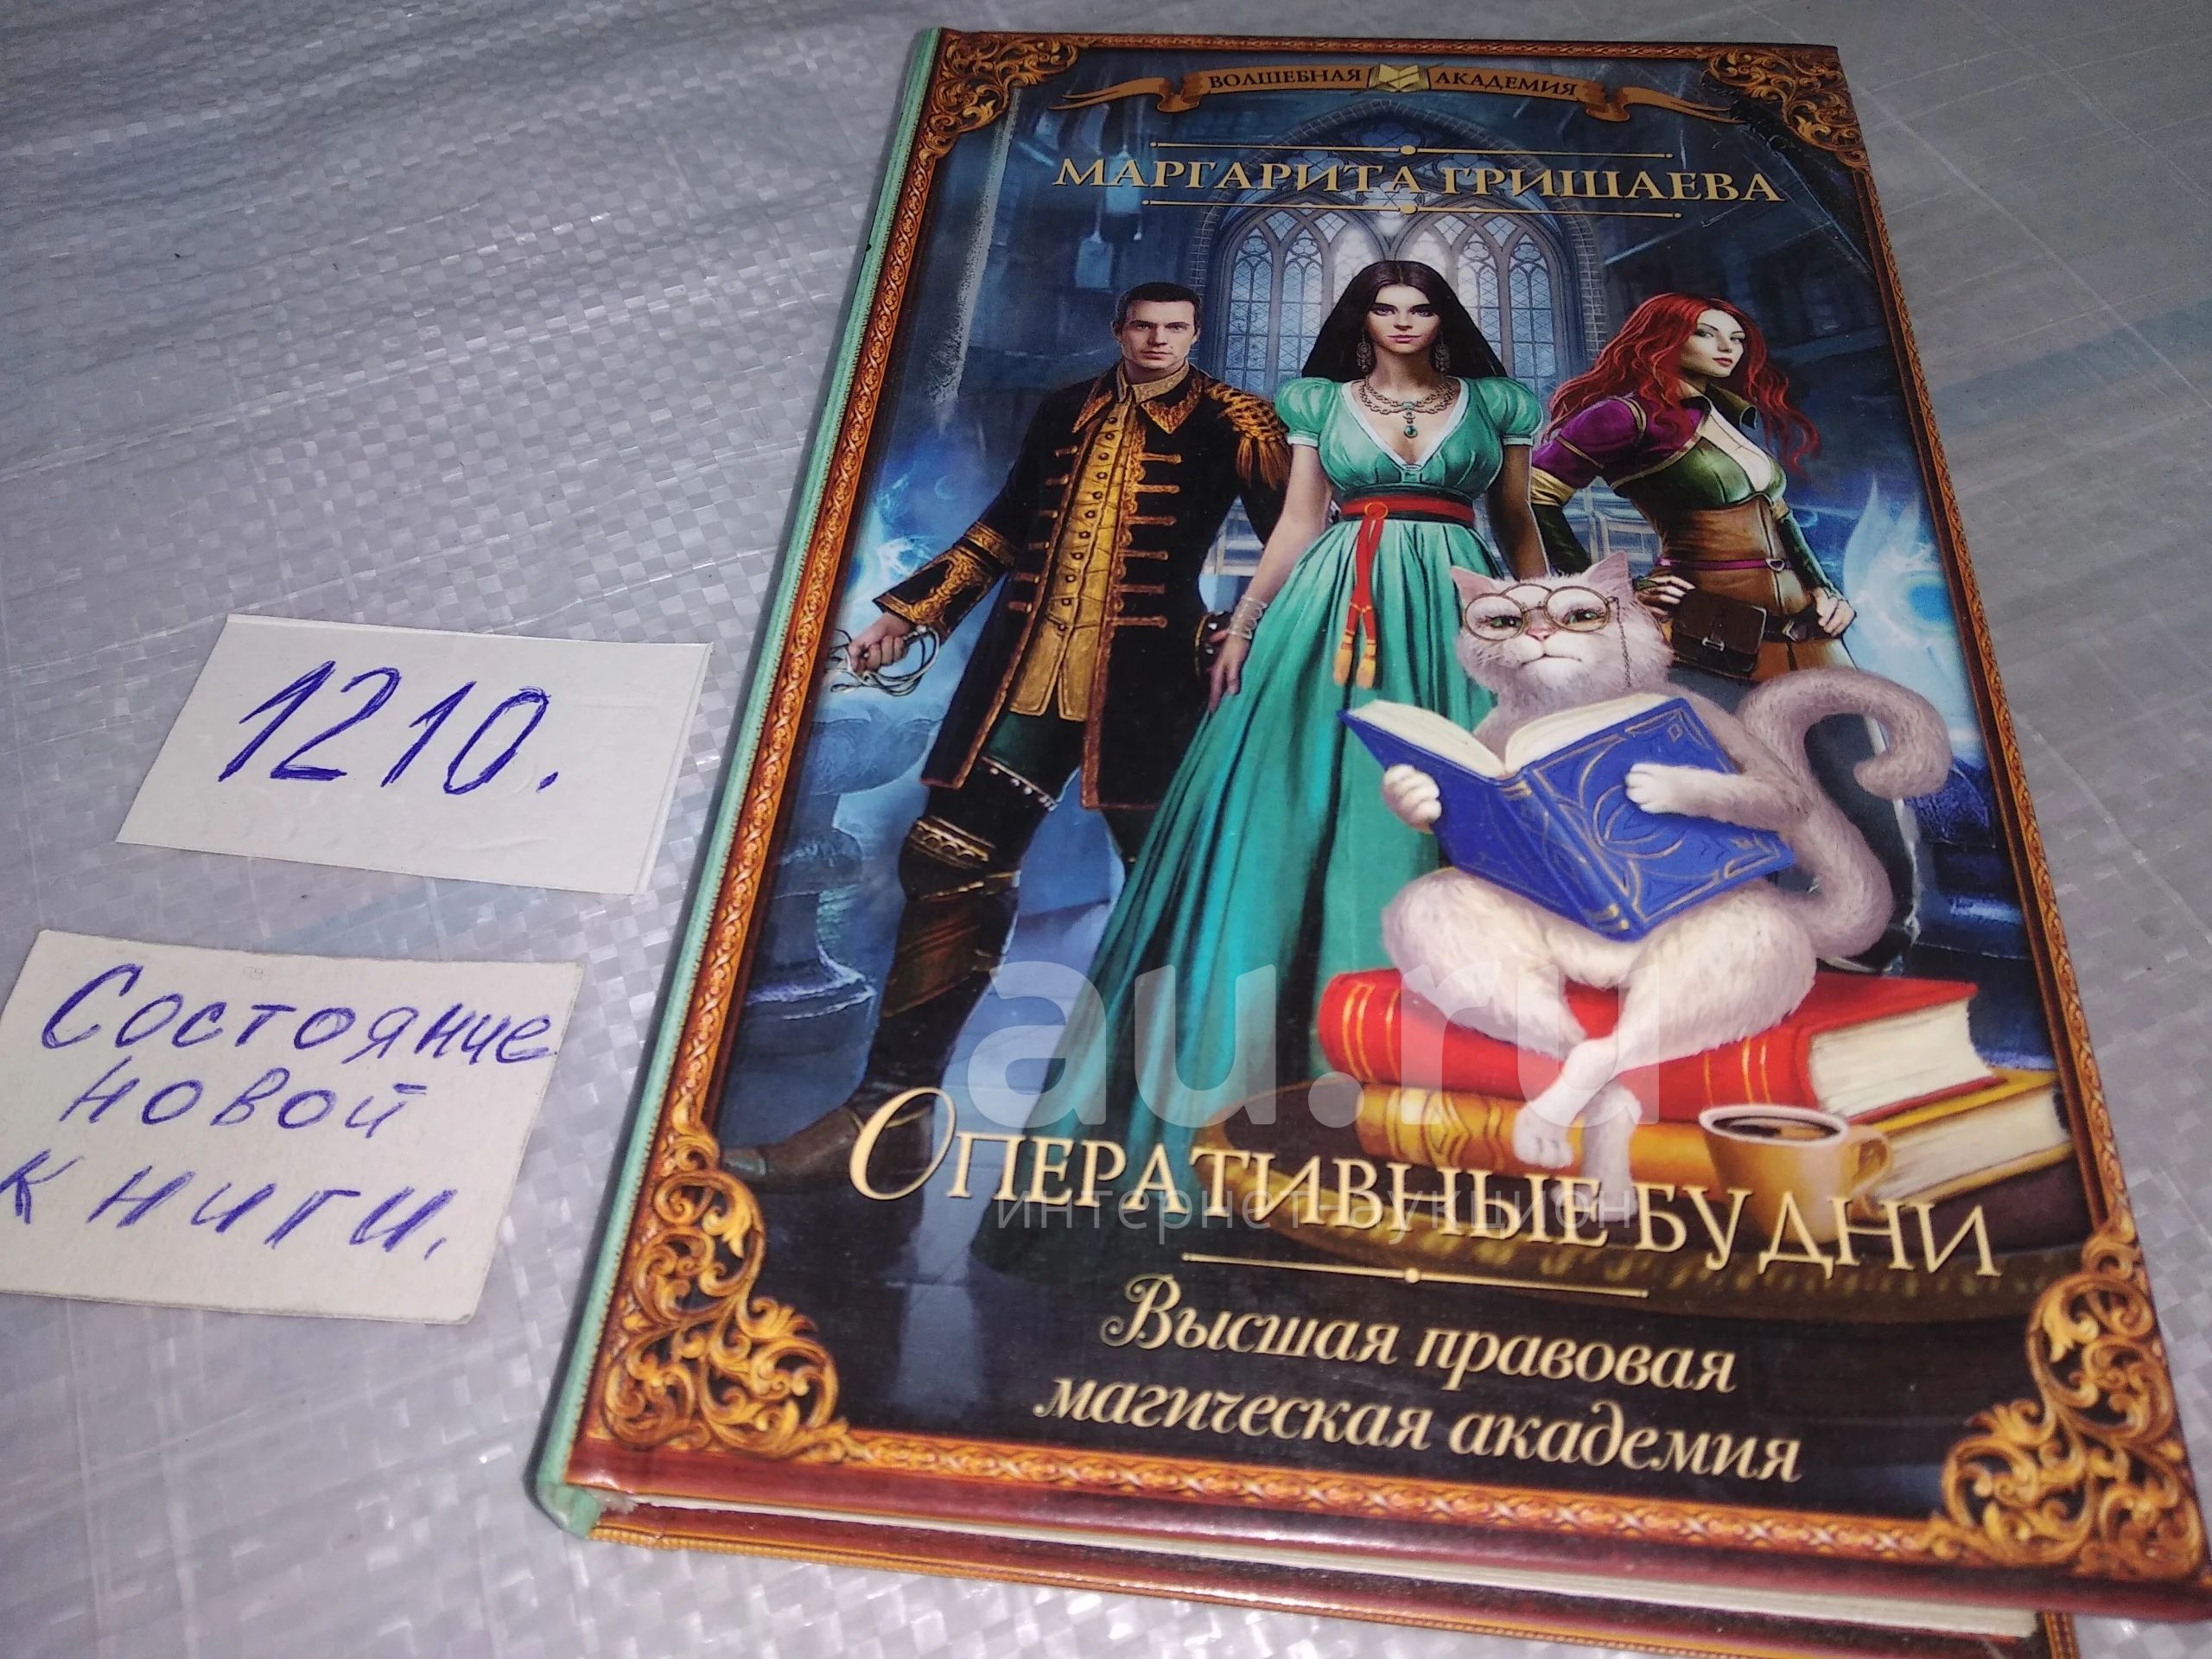 ВОЛШЕБНАЯ АКАДЕМИЯ
МАРГАРИТА ГРИШАЕВА
1210.
Состояние
новой
книги.
au.ru
интернет-аукцион
ОПЕРАТИВНЫЕ БУДНИ
Высшая правовая
магическая академия